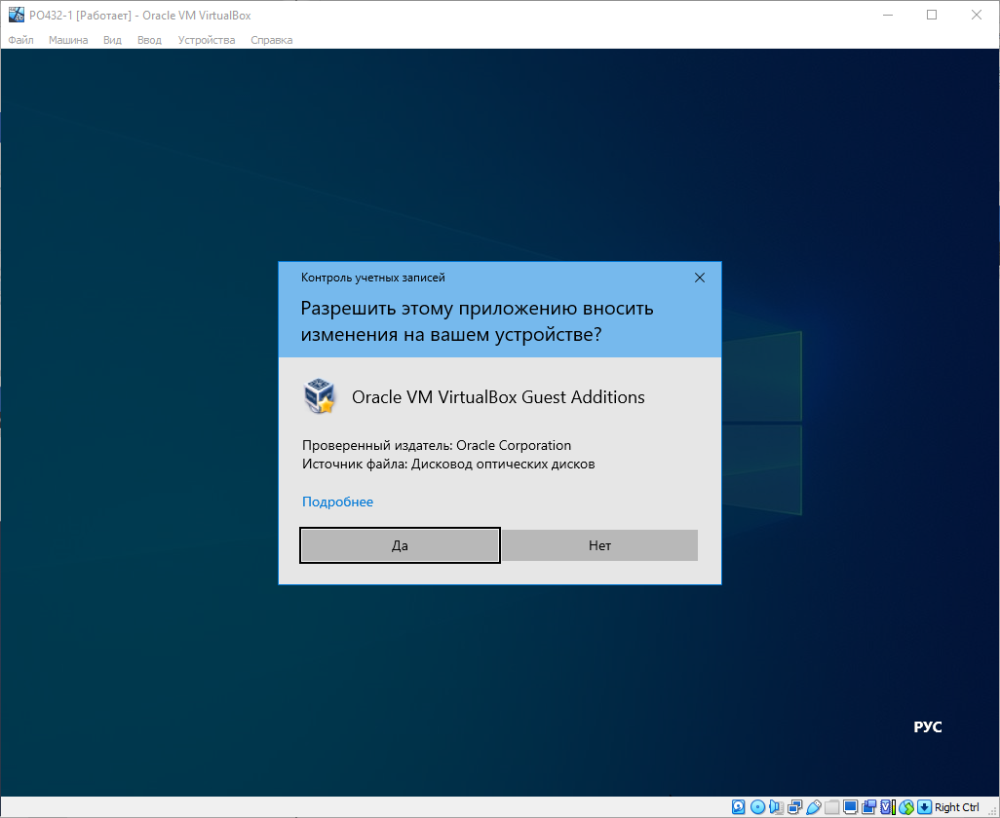 PO432-1 [Работает] - Oracle VM VirtualBox
Файл Машина Вид Ввод Устройства Справка
Контроль учетных записей
Разрешить этому приложению вносить
изменения на вашем устройстве?
Oracle VM VirtualBox Guest Additions
Проверенный издатель: Oracle Corporation
Источник файла: Дисковод оптических дисков
Подробнее
Да Нет
РУС
Right Ctrl